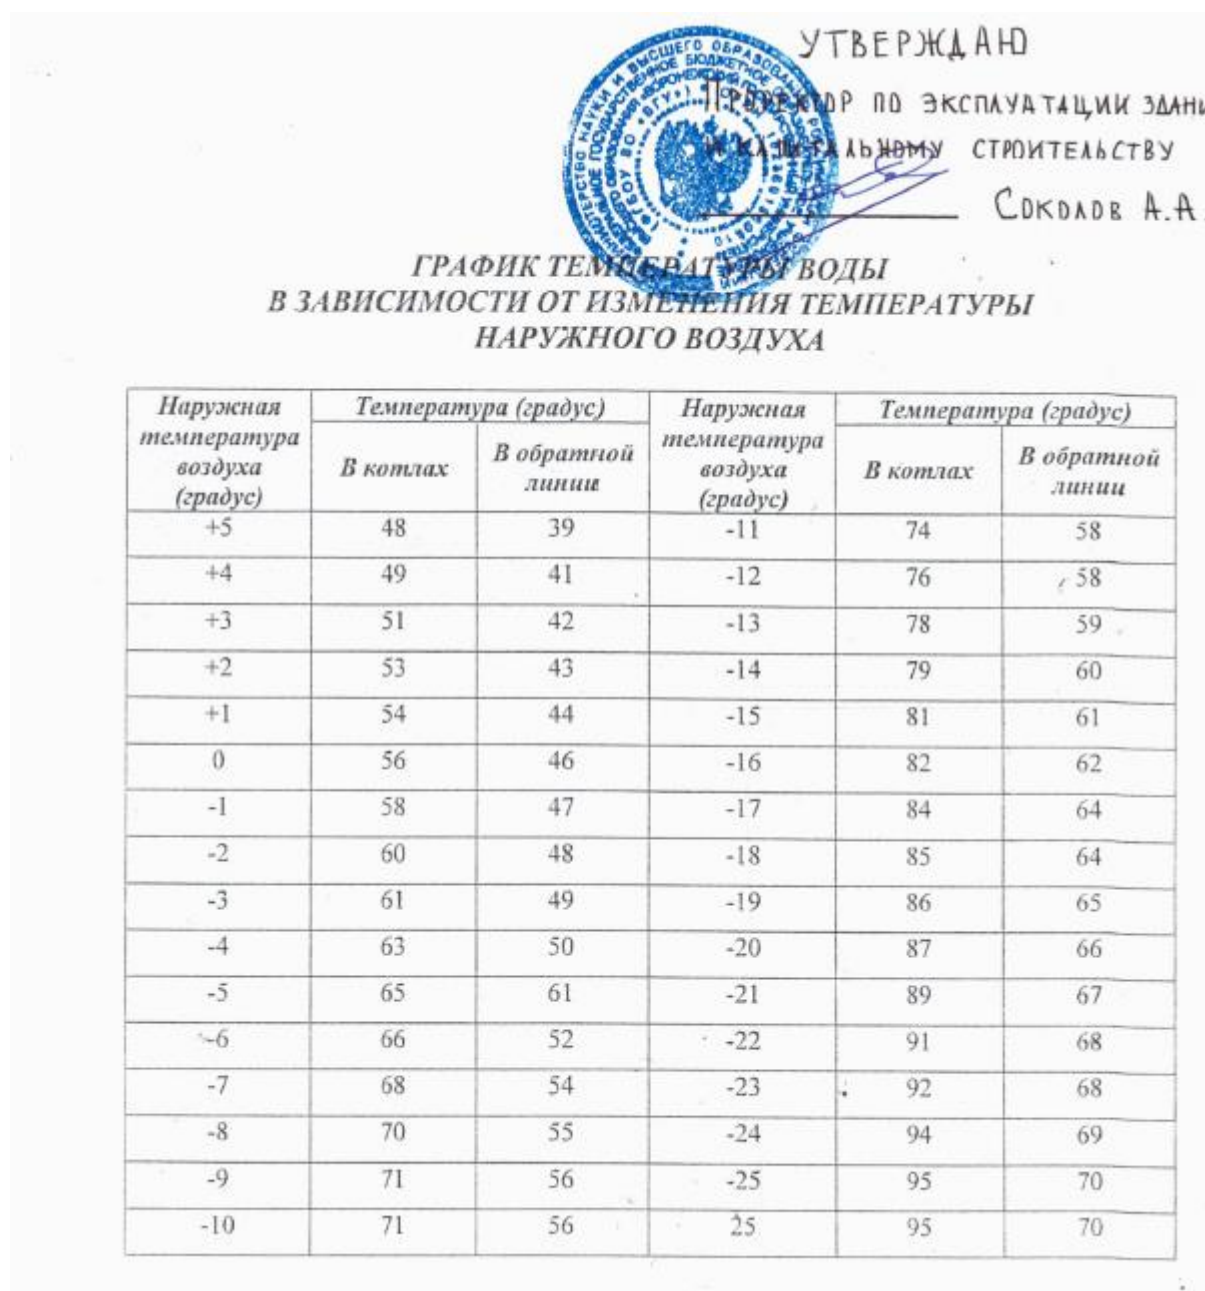 УТВЕРЖДАЮ
ПРОРЕКТОР ПО ЭКСПЛУАТАЦИИ ЗДАНИ
И КАПИТАЛЬНОМУ СТРОИТЕЛЬСТВУ
СОКОЛОВ А.А.
ГРАФИК ТЕМПЕРАТУРЫ ВОДЫ
В ЗАВИСИМОСТИ ОТ ИЗМЕНЕНИЯ ТЕМПЕРАТУРЫ
НАРУЖНОГО ВОЗДУХА
Наружная температура воздуха (градус) Температура (градус) Наружная температура воздуха (градус) Температура (градус)
В котлах В обратной линии В котлах В обратной линии
+5 48 39 -11 74 58
+4 49 41 -12 76 58
+3 51 42 -13 78 59
+2 53 43 -14 79 60
+1 54 44 -15 81 61
0 56 46 -16 82 62
-1 58 47 -17 84 64
-2 60 48 -18 85 64
-3 61 49 -19 86 65
-4 63 50 -20 87 66
-5 65 61 -21 89 67
-6 66 52 -22 91 68
-7 68 54 -23 92 68
-8 70 55 -24 94 69
-9 71 56 -25 95 70
-10 71 56 25 95 70